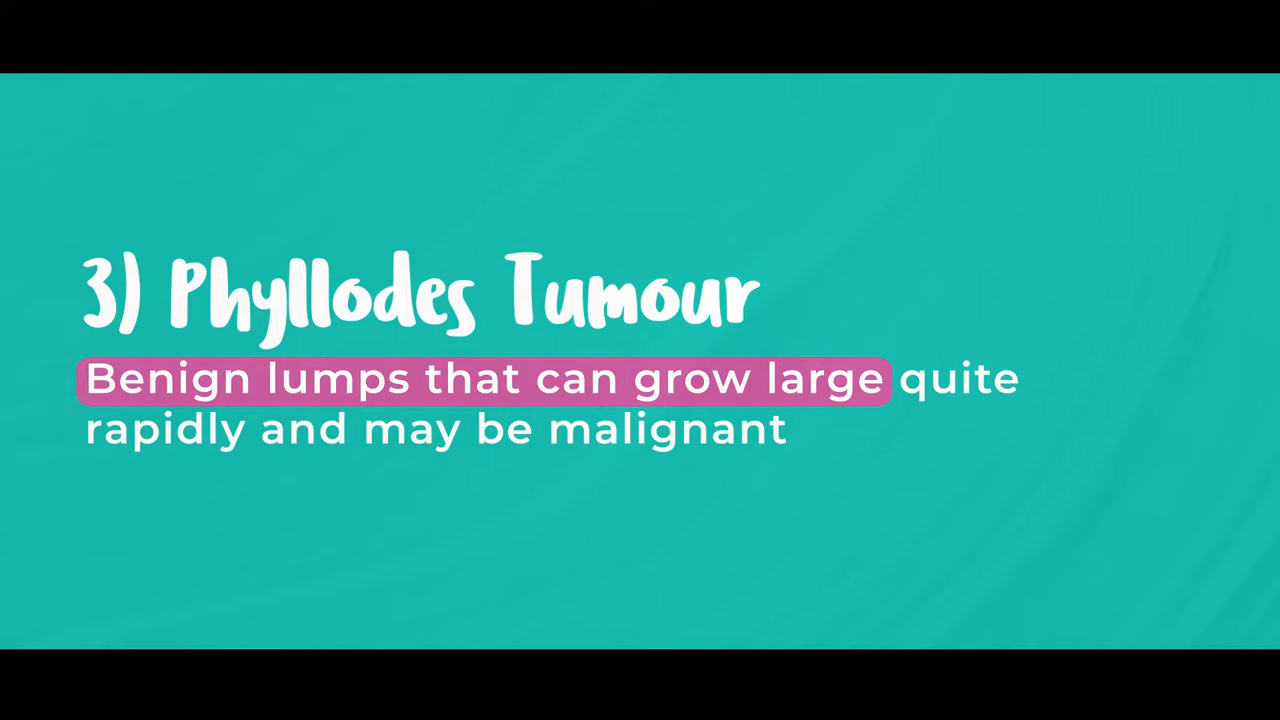 3) Phyllodes Tumour
Benign lumps that can grow large quite
rapidly and may be malignant